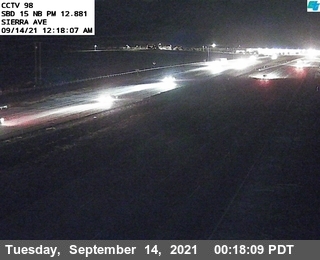 CCTV 98
SBD 15 NB PM 12.881
SIERRA AVE
09/14/21 12:18:07 AM
Tuesday, September 14, 2021 00:18:09 PDT